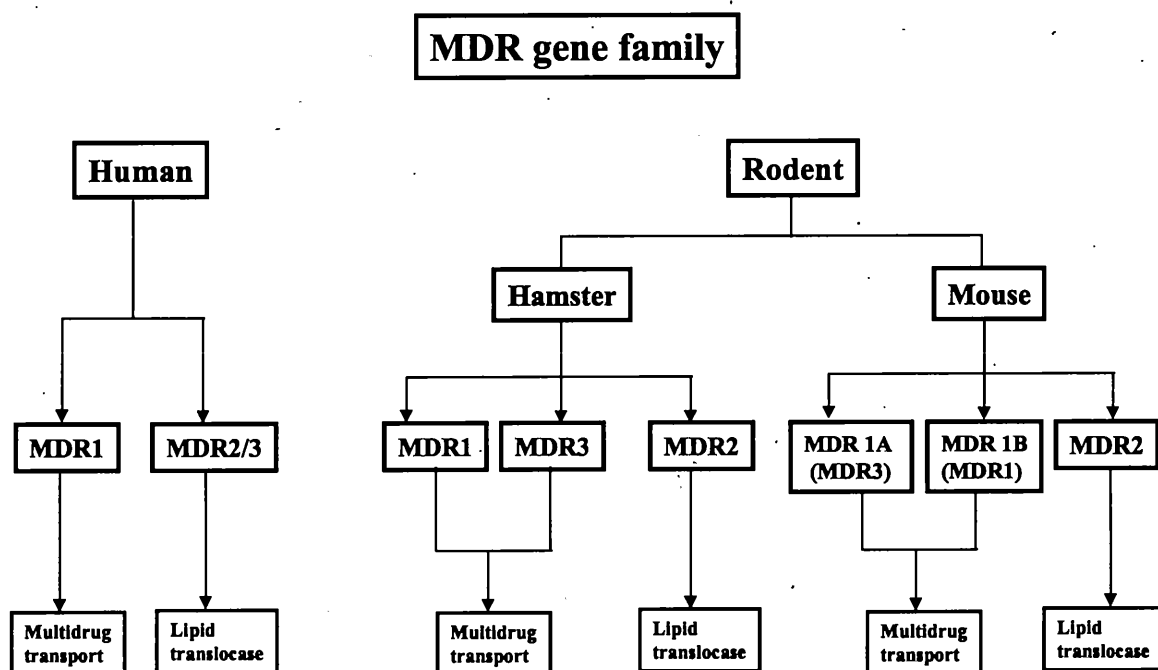 MDR gene family
Human
Rodent
Hamster
Mouse
MDR1
MDR2/3
MDR1
MDR3
MDR2
MDR 1A
(MDR3)
MDR 1B
(MDR1)
MDR2
Multidrug
transport
Lipid
translocase
Multidrug
transport
Lipid
translocase
Multidrug
transport
Lipid
translocase